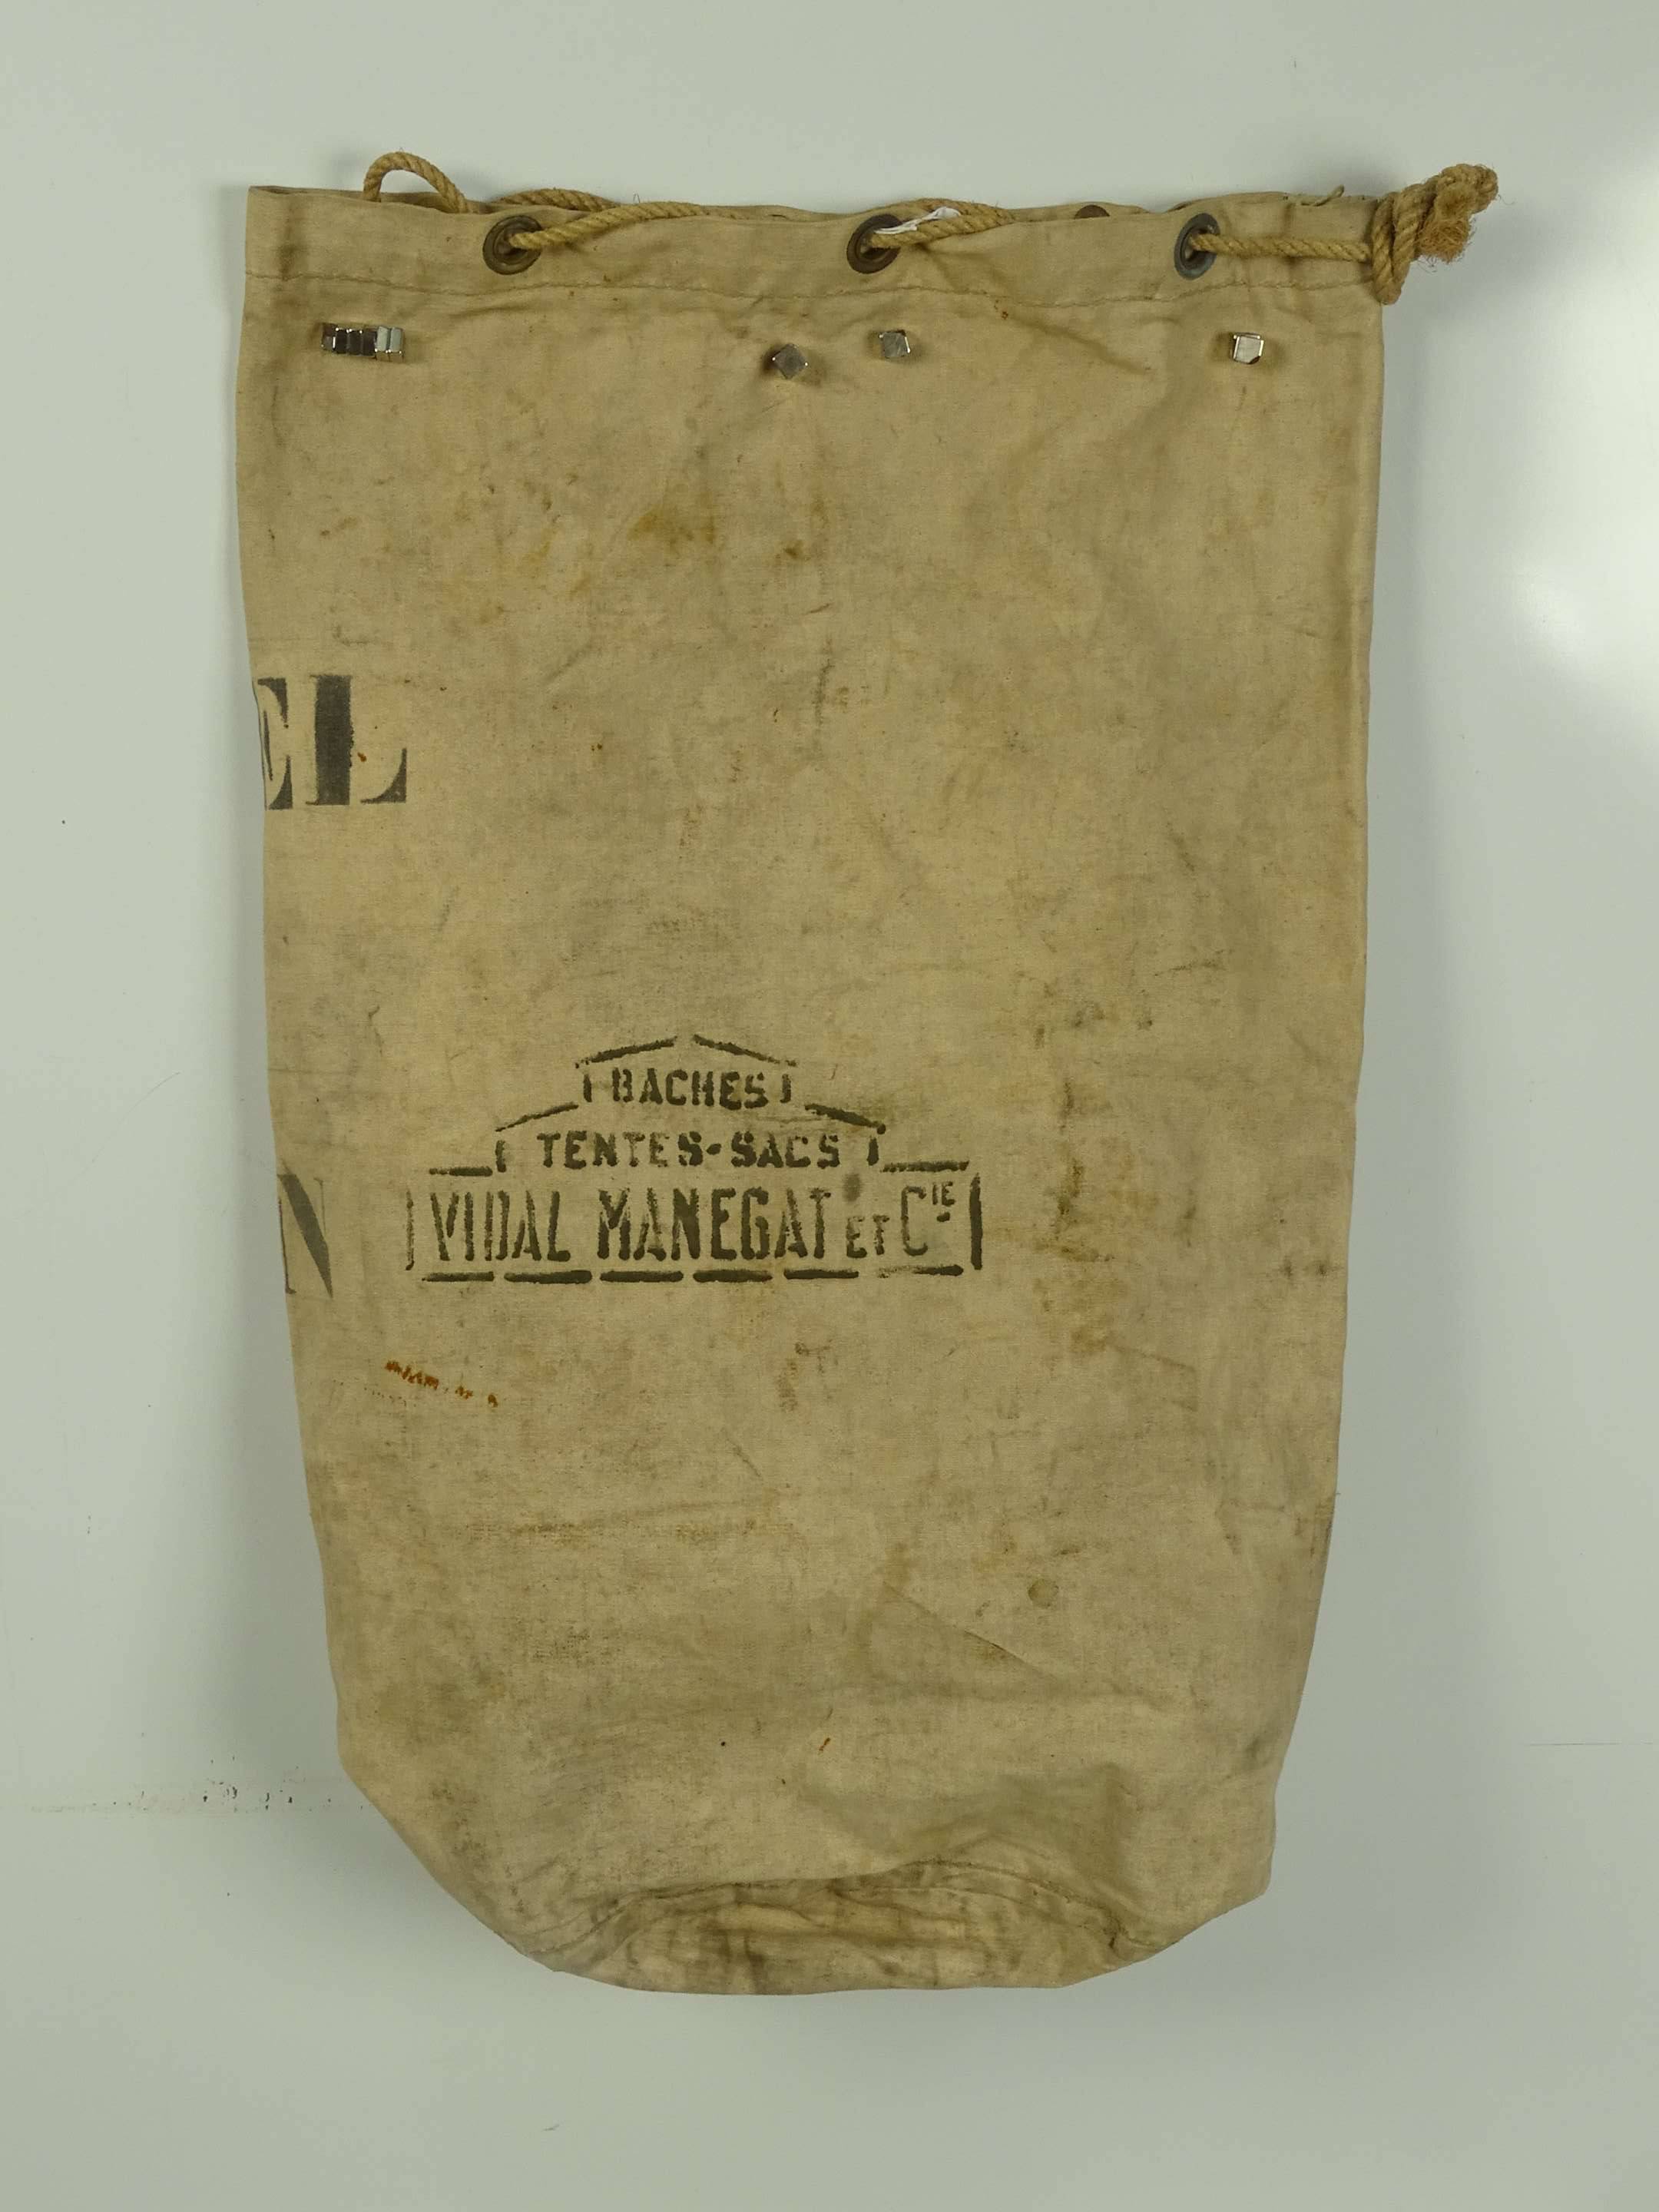 EL
BACHES
TENTES-SACS
VIDAL MANEGAT ET CIE
N